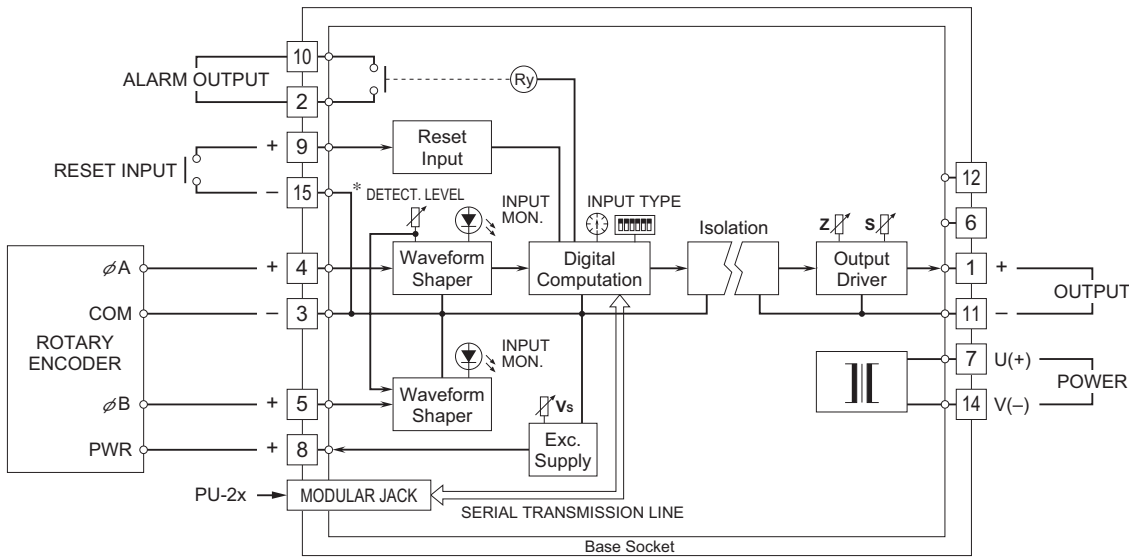 10
ALARM OUTPUT
2
Ry
+ 9
Reset
Input
RESET INPUT
– 15
* DETECT. LEVEL
INPUT
MON.
INPUT TYPE
Isolation
Z
S
12
6
ROTARY
ENCODER
øA
+ 4
Waveform
Shaper
Digital
Computation
Output
Driver
1 +
OUTPUT
COM
– 3
11 –
INPUT
MON.
7 U(+)
POWER
14 V(–)
øB
+ 5
Waveform
Shaper
Vs
PWR
+ 8
Exc.
Supply
PU-2x
MODULAR JACK
SERIAL TRANSMISSION LINE
Base Socket